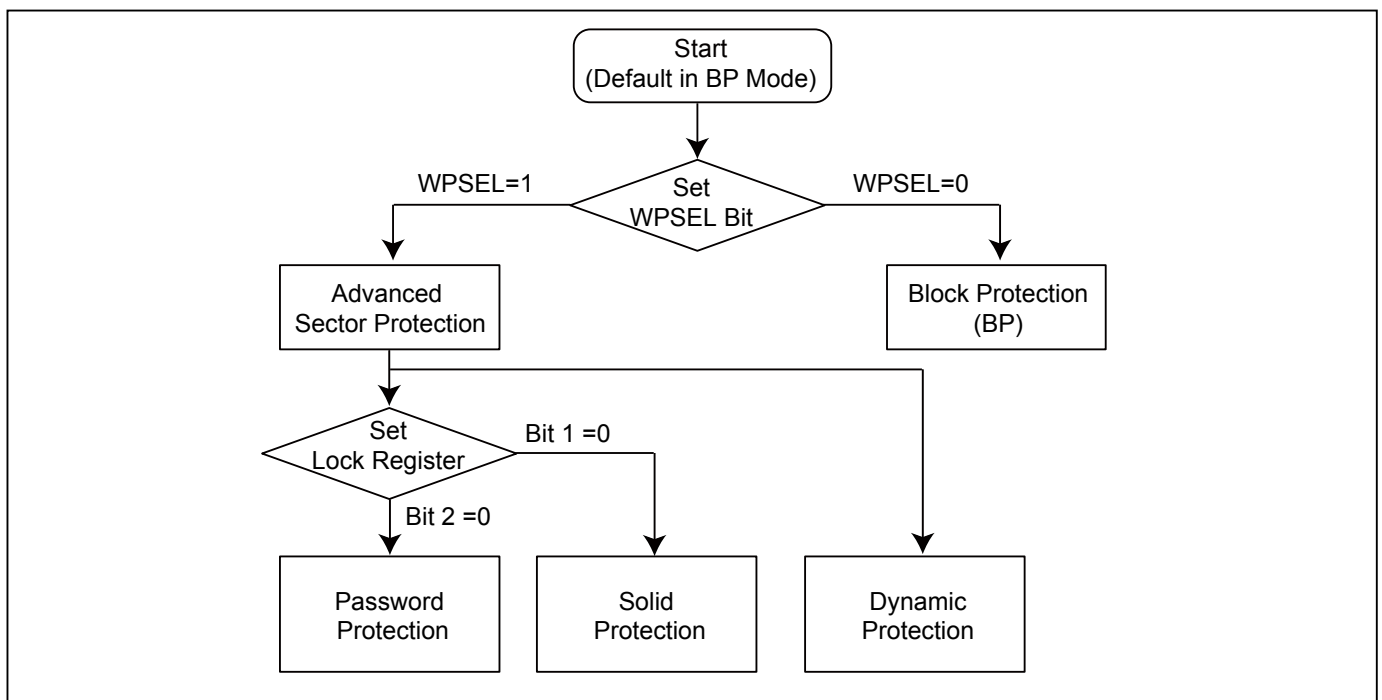 Start
(Default in BP Mode)
WPSEL=1
Set
WPSEL Bit
WPSEL=0
Advanced
Sector Protection
Block Protection
(BP)
Set
Lock Register
Bit 1 =0
Bit 2 =0
Password
Protection
Solid
Protection
Dynamic
Protection